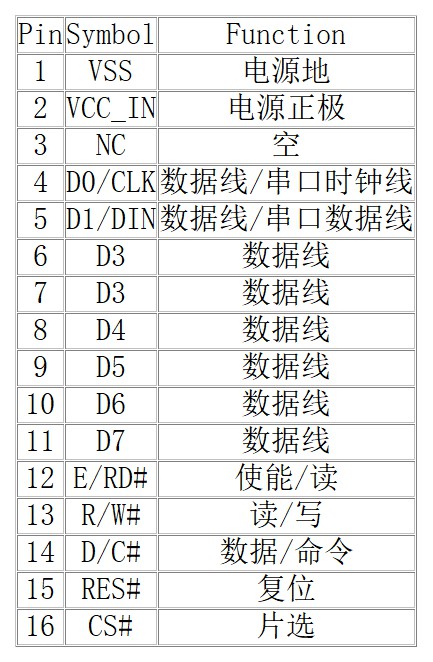 Pin Symbol Function
1 VSS 电源地
2 VCC_IN 电源正极
3 NC 空
4 D0/CLK 数据线/串口时钟线
5 D1/DIN 数据线/串口数据线
6 D3 数据线
7 D3 数据线
8 D4 数据线
9 D5 数据线
10 D6 数据线
11 D7 数据线
12 E/RD# 使能/读
13 R/W# 读/写
14 D/C# 数据/命令
15 RES# 复位
16 CS# 片选